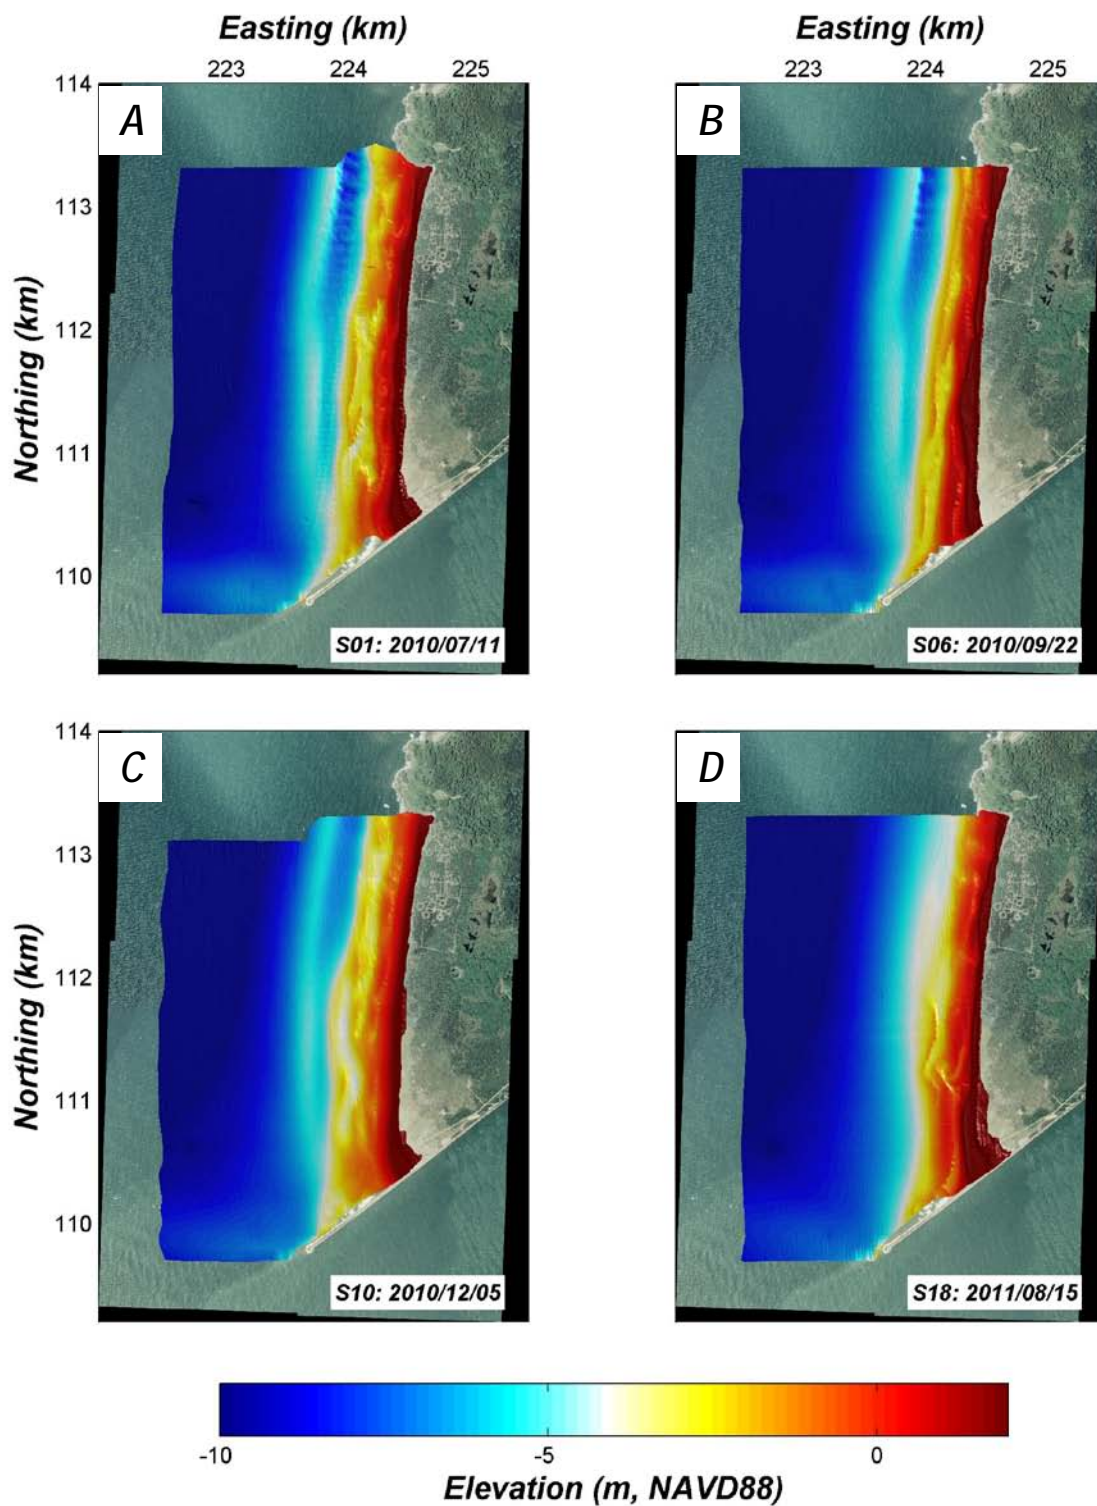 Easting (km)
Easting (km)
223 224 225
223 224 225
114
A
B
113
112
111
110
Northing (km)
S01: 2010/07/11
S06: 2010/09/22
114
C
D
113
112
111
110
Northing (km)
S10: 2010/12/05
S18: 2011/08/15
-10 -5 0
Elevation (m, NAVD88)